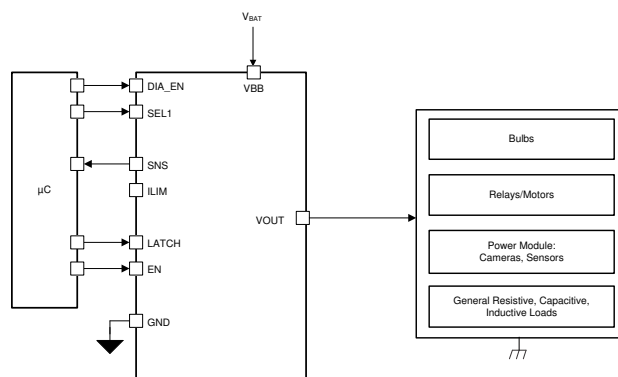 VBAT
DIA_EN
VBB
SEL1
Bulbs
SNS
µC
ILIM
Relays/Motors
VOUT
LATCH
Power Module:
Cameras, Sensors
EN
General Resistive, Capacitive,
Inductive Loads
GND